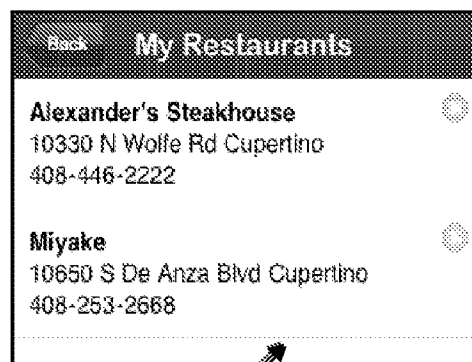 Back My Restaurants
Alexander's Steakhouse
10330 N Wolfe Rd Cupertino
408-446-2222
Miyake
10650 S De Anza Blvd Cupertino
408-253-2668